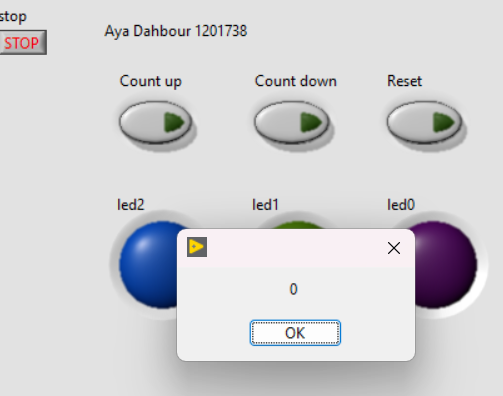 stop
STOP
Aya Dahbour 1201738
Count up
Count down
Reset
led2
led1
led0
0
OK